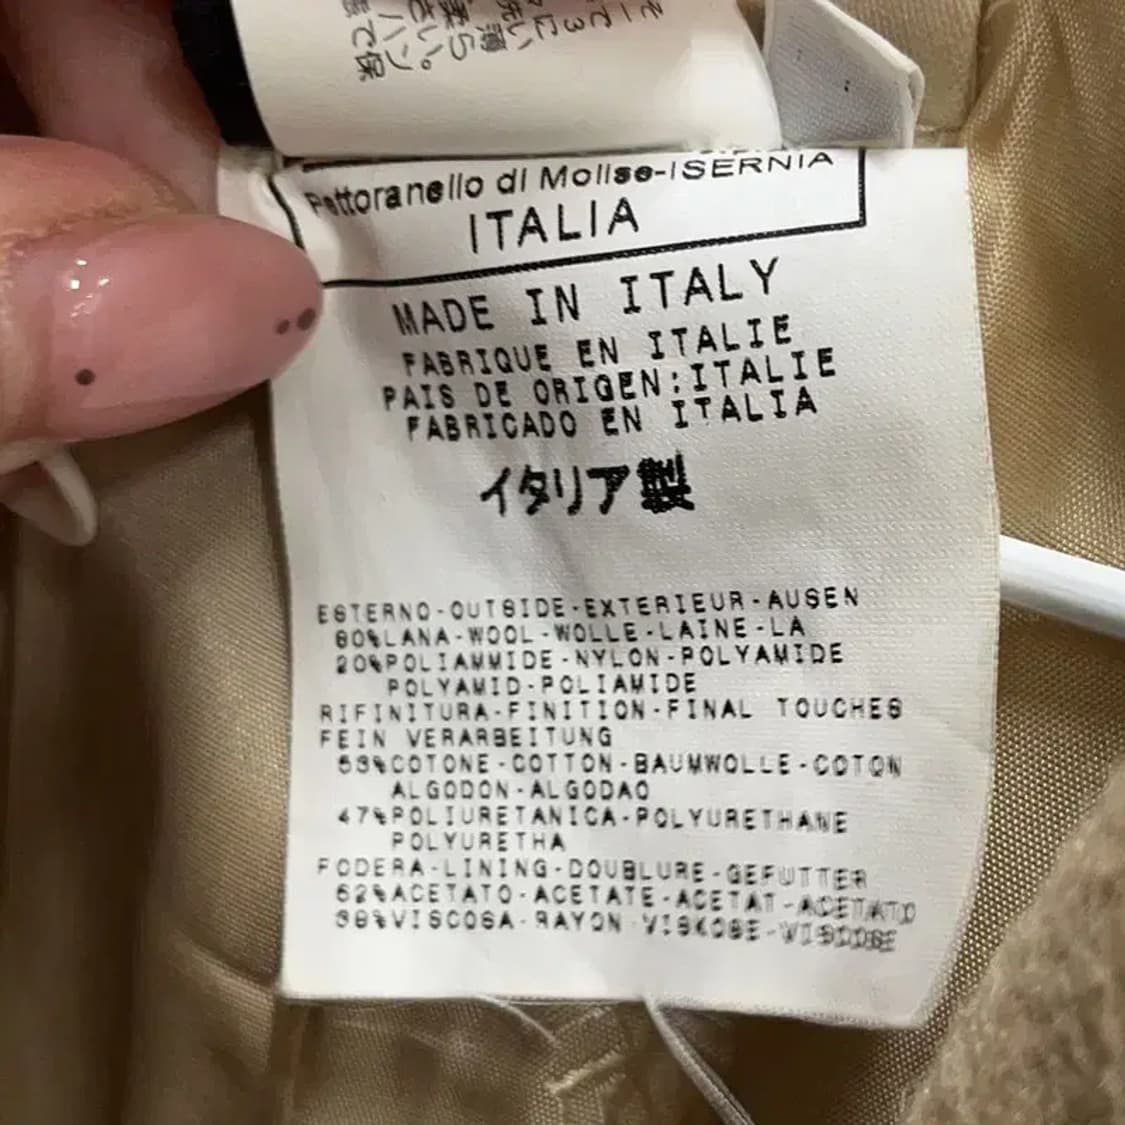 Pettoranello di Molise-ISERNIA
ITALIA
MADE IN ITALY
FABRIQUE EN ITALIE
PAIS DE ORIGEN:ITALIE
FABRICADO EN ITALIA
イタリア製
ESTERNO-OUTSIDE-EXTERIEUR-AUSEN
80%LANA-WOOL-WOLLE-LAINE-LA
20%POLIAMMIDE-NYLON-POLYAMIDE
POLYAMID-POLIAMIDE
RIFINITURA-FINITION-FINAL TOUCHES
FEIN VERARBEITUNG
53%COTONE-COTTON-BAUMWOLLE-COTON
ALGODON-ALGODAO
47%POLIURETANICA-POLYURETHANE
POLYURETHA
FODERA-LINING-DOUBLURE-GEFUTTER
62%ACETATO-ACETATE-ACETAT-ACETATO
38%VISCOSA-RAYON-VISKOSE-VISCOSE